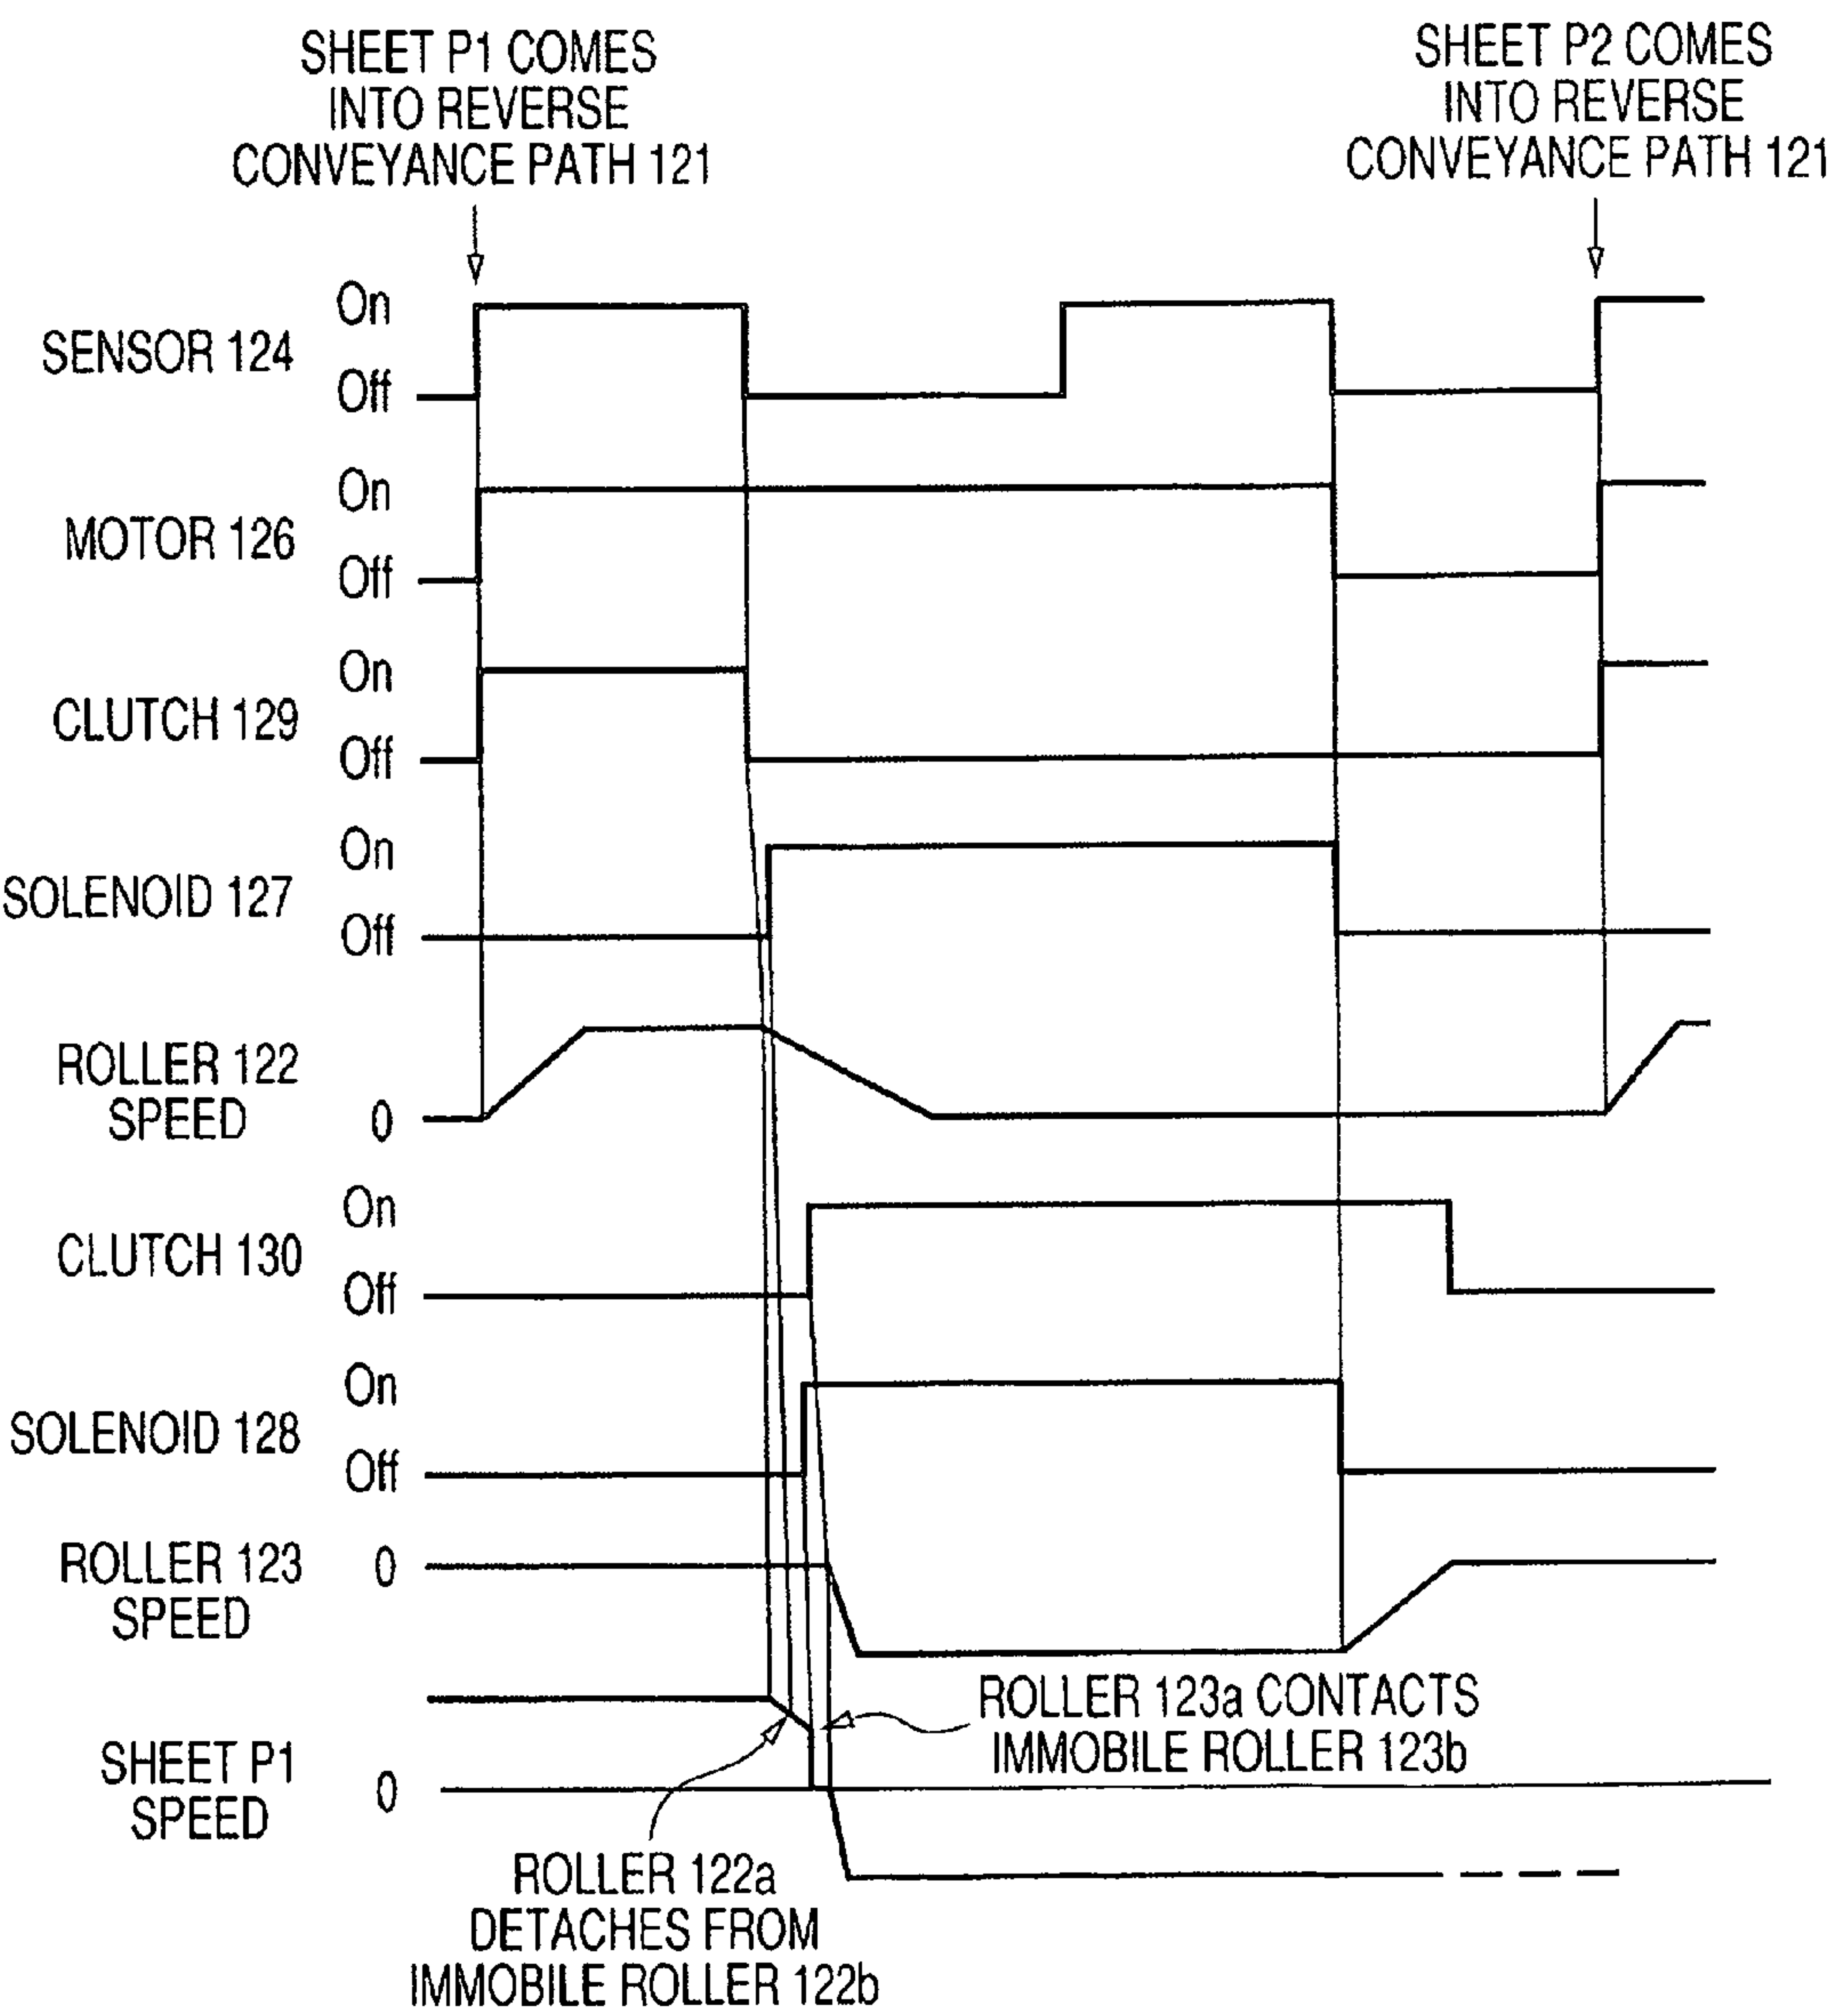 SHEET P1 COMES
INTO REVERSE
CONVEYANCE PATH 121
SHEET P2 COMES
INTO REVERSE
CONVEYANCE PATH 121
SENSOR 124
On
Off
MOTOR 126
On
Off
CLUTCH 129
On
Off
SOLENOID 127
On
Off
ROLLER 122
SPEED
0
CLUTCH 130
On
Off
SOLENOID 128
On
Off
ROLLER 123
SPEED
0
ROLLER 123a CONTACTS
IMMOBILE ROLLER 123b
SHEET P1
SPEED
0
ROLLER 122a
DETACHES FROM
IMMOBILE ROLLER 122b